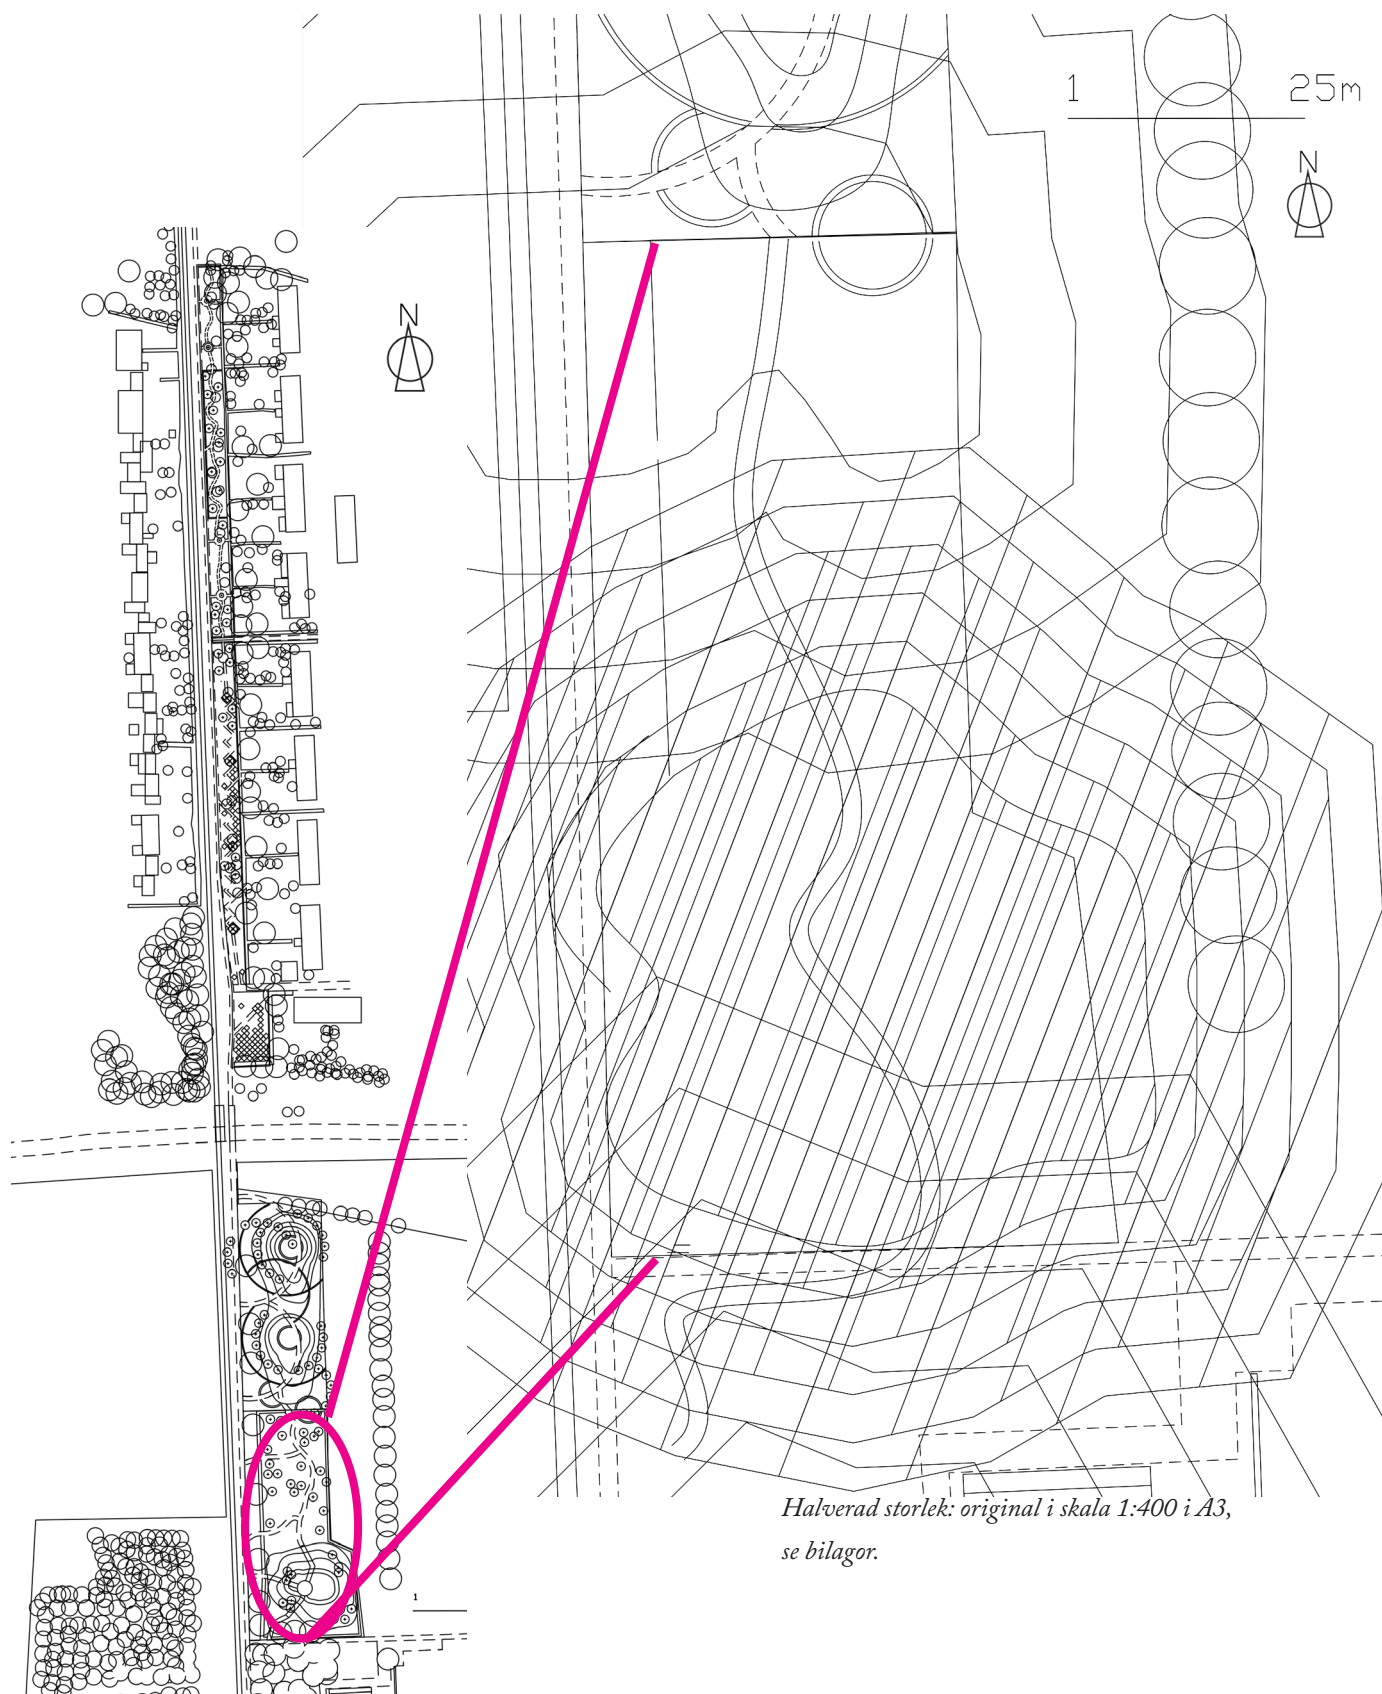 1 25m
N
N
Halverad storlek: original i skala 1:400 i A3,
se bilagor.
1